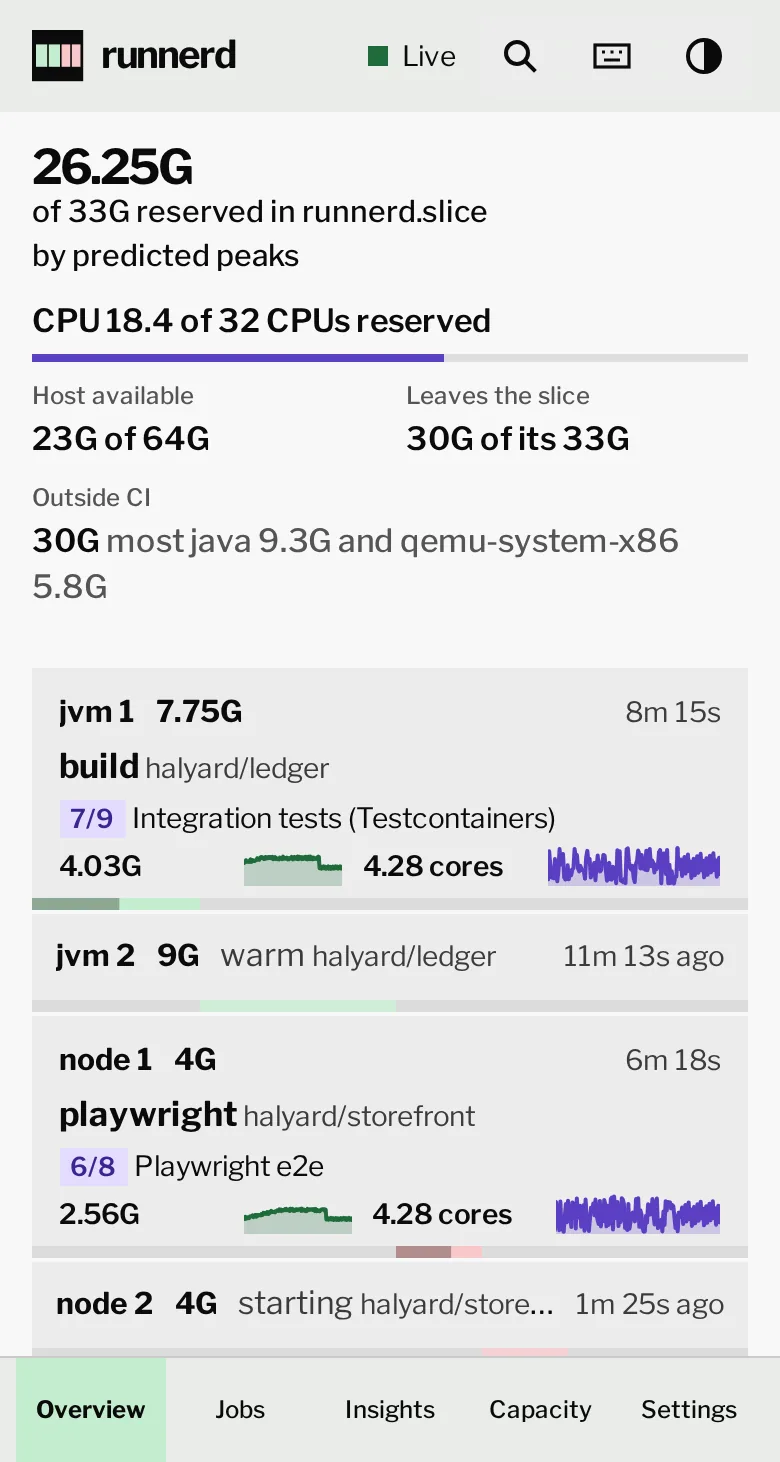 runnerd
Live
26.25G
of 33G reserved in runnerd.slice
by predicted peaks
CPU 18.4 of 32 CPUs reserved
Host available
23G of 64G
Leaves the slice
30G of its 33G
Outside CI
30G most java 9.3G and qemu-system-x86
5.8G
jvm 1 7.75G 8m 15s
build halyard/ledger
7/9 Integration tests (Testcontainers)
4.03G 4.28 cores
jvm 2 9G warm halyard/ledger 11m 13s ago
node 1 4G 6m 18s
playwright halyard/storefront
6/8 Playwright e2e
2.56G 4.28 cores
node 2 4G starting halyard/store... 1m 25s ago
Overview Jobs Insights Capacity Settings